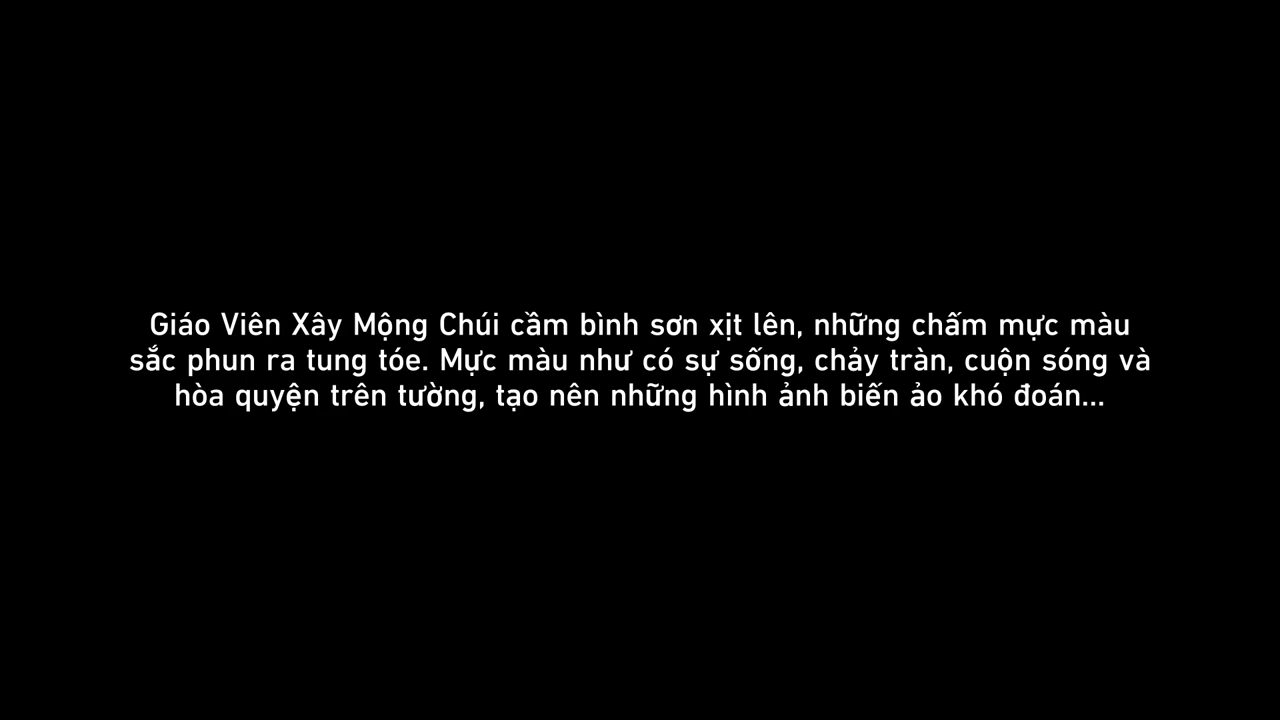 Giáo Viên Xây Mộng Chúi cầm bình sơn xịt lên, những chấm mực màu
sắc phun ra tung tóe. Mực màu như có sự sống, chảy tràn, cuộn sóng và
hòa quyện trên tường, tạo nên những hình ảnh biến ảo khó đoán...